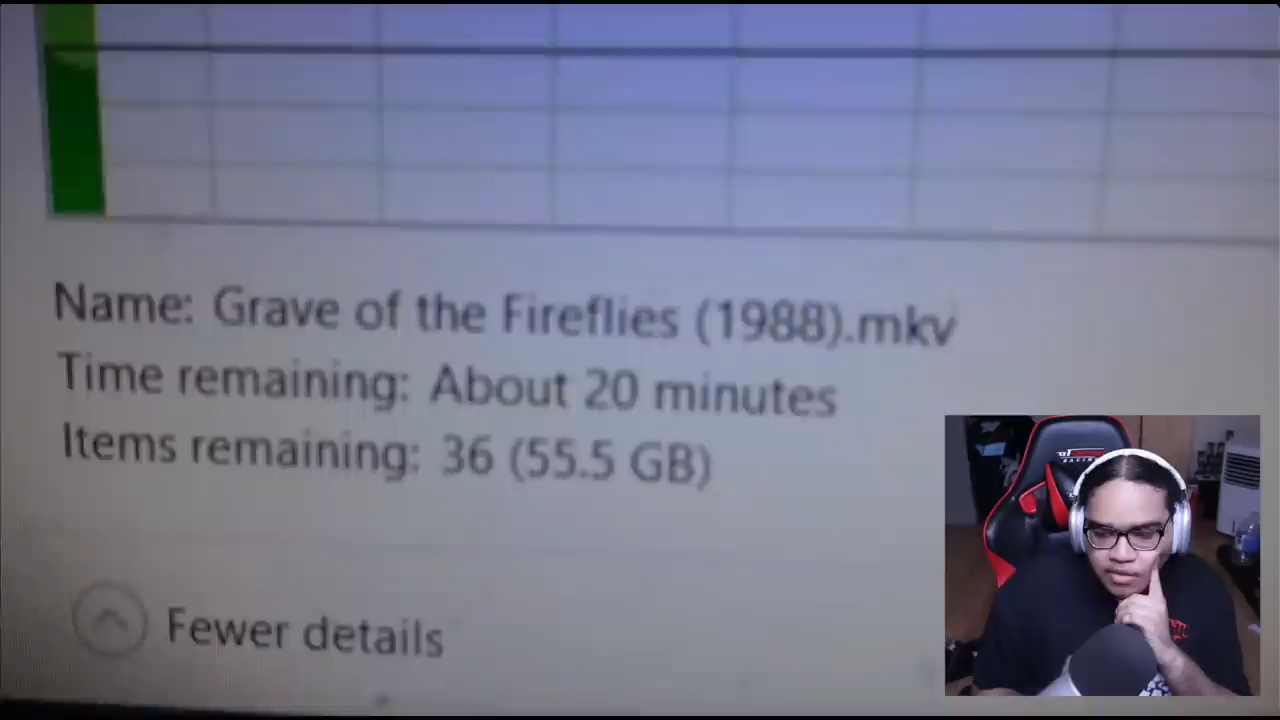 Name: Grave of the Fireflies (1988).mkv
Time remaining: About 20 minutes
Items remaining: 36 (55.5 GB)
Fewer details